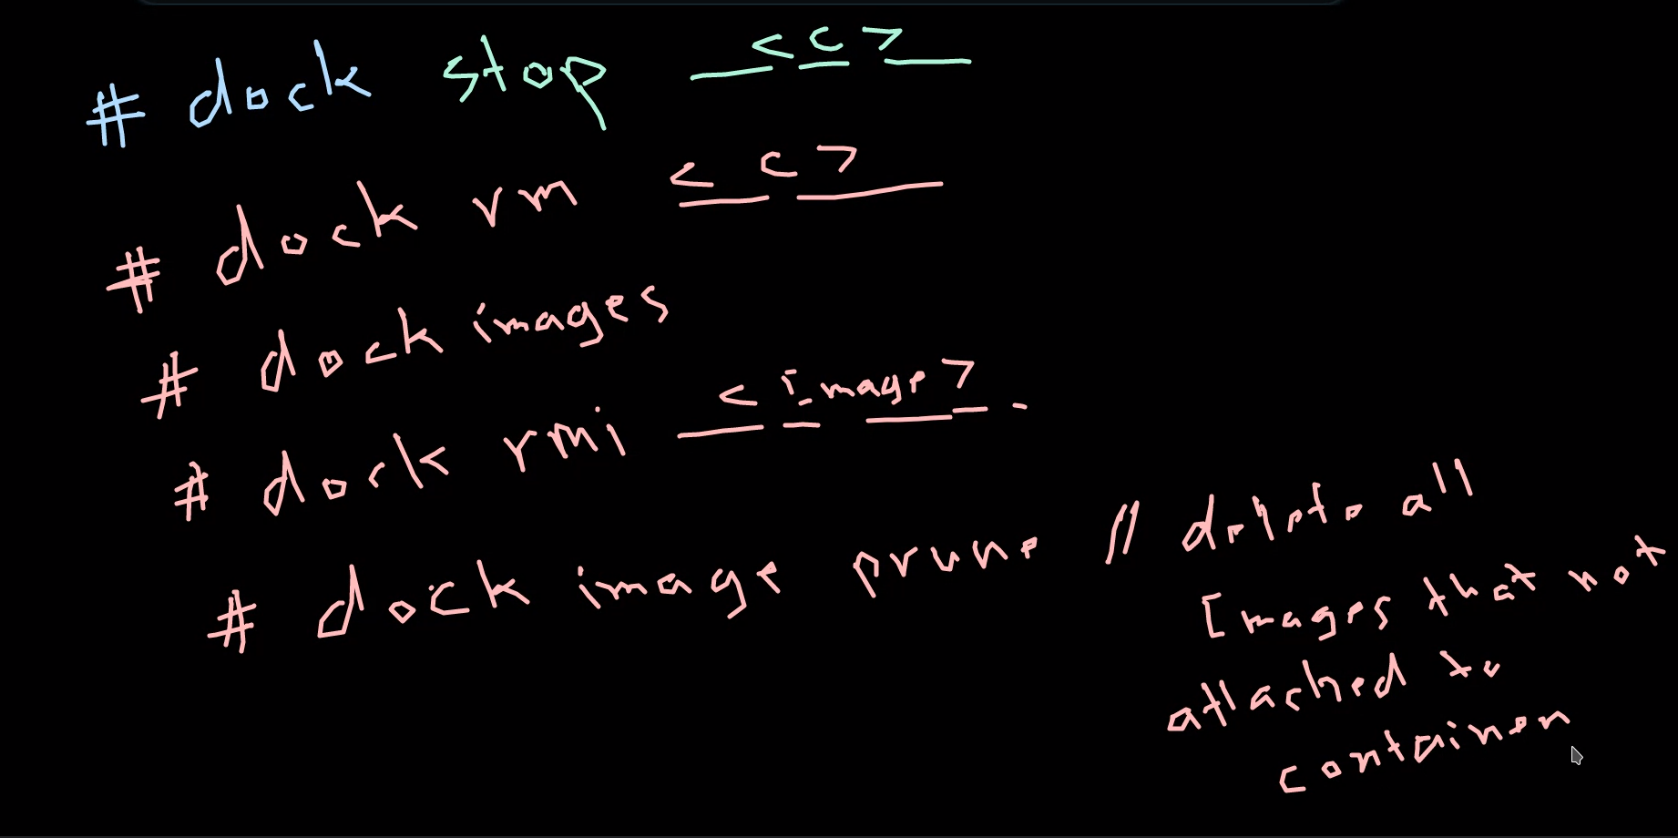 # dock stop <c>
# dock rm <c>
# dock images
# dock rmi <Image>
# dock image prune // delete all
Images that not
attached to
container